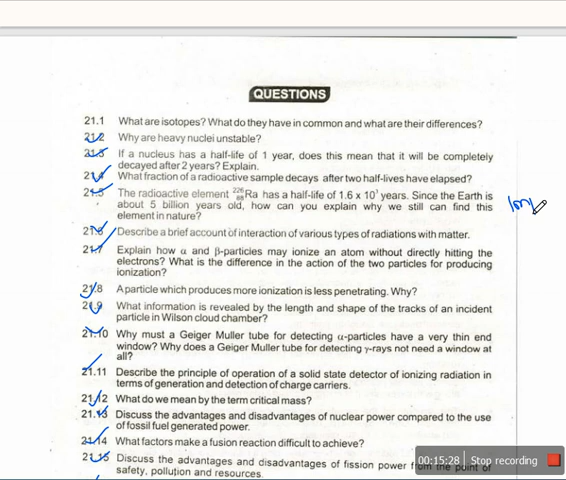 QUESTIONS
21.1 What are isotopes? What do they have in common and what are their differences?
21.2 Why are heavy nuclei unstable?
21.3 If a nucleus has a half-life of 1 year, does this mean that it will be completely
decayed after 2 years? Explain.
21.4 What fraction of a radioactive sample decays after two half-lives have elapsed?
21.5 The radioactive element ²²⁶₈₈Ra has a half-life of 1.6 x 10³ years. Since the Earth is
about 5 billion years old, how can you explain why we still can find this
element in nature?
21.6 Describe a brief account of interaction of various types of radiations with matter.
21.7 Explain how α and β-particles may ionize an atom without directly hitting the
electrons? What is the difference in the action of the two particles for producing
ionization?
21.8 A particle which produces more ionization is less penetrating. Why?
21.9 What information is revealed by the length and shape of the tracks of an incident
particle in Wilson cloud chamber?
21.10 Why must a Geiger Muller tube for detecting α-particles have a very thin end
window? Why does a Geiger Muller tube for detecting γ-rays not need a window at
all?
21.11 Describe the principle of operation of a solid state detector of ionizing radiation in
terms of generation and detection of charge carriers.
21.12 What do we mean by the term critical mass?
21.13 Discuss the advantages and disadvantages of nuclear power compared to the use
of fossil fuel generated power.
21.14 What factors make a fusion reaction difficult to achieve?
21.15 Discuss the advantages and disadvantages of fission power from the point of
safety, pollution and resources.
00:15:28 Stop recording